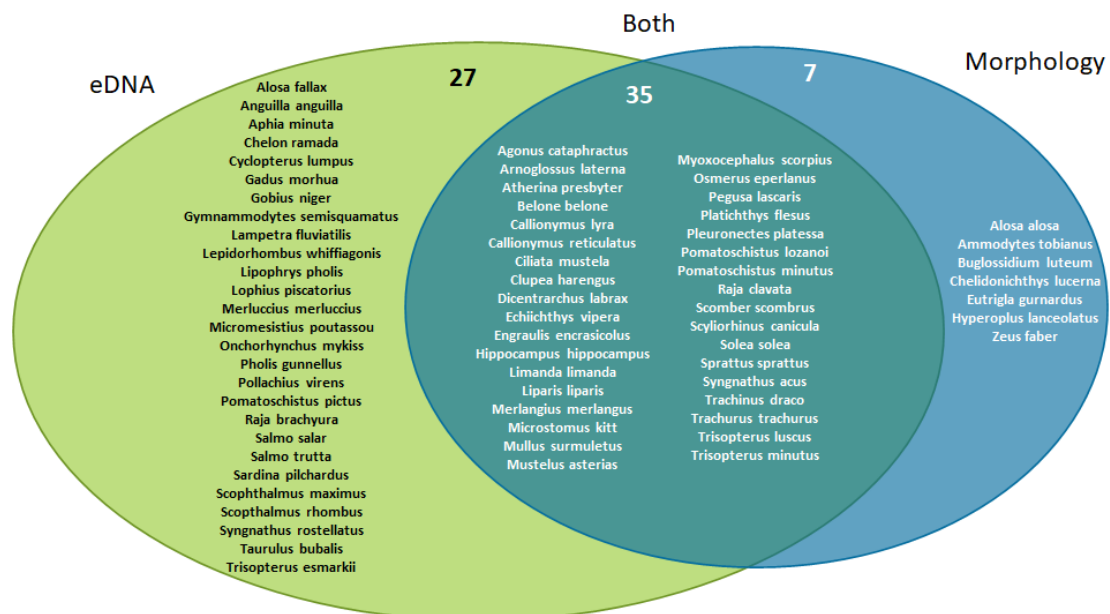 Both
eDNA
27
7
Morphology
35
Alosa fallax
Anguilla anguilla
Aphia minuta
Chelon ramada
Cyclopterus lumpus
Gadus morhua
Gobius niger
Gymnammodytes semisquamatus
Lampetra fluviatilis
Lepidorhombus whiffiagonis
Lipophrys pholis
Lophius piscatorius
Merluccius merluccius
Micromesistius poutassou
Onchorhynchus mykiss
Pholis gunnellus
Pollachius virens
Pomatoschistus pictus
Raja brachyura
Salmo salar
Salmo trutta
Sardina pilchardus
Scophthalmus maximus
Scopthalmus rhombus
Syngnathus rostellatus
Taurulus bubalis
Trisopterus esmarkii
Agonus cataphractus
Arnoglossus laterna
Atherina presbyter
Belone belone
Callionymus lyra
Callionymus reticulatus
Ciliata mustela
Clupea harengus
Dicentrarchus labrax
Echiichthys vipera
Engraulis encrasicolus
Hippocampus hippocampus
Limanda limanda
Liparis liparis
Merlangius merlangus
Microstomus kitt
Mullus surmuletus
Mustelus asterias
Myoxocephalus scorpius
Osmerus eperlanus
Pegusa lascaris
Platichthys flesus
Pleuronectes platessa
Pomatoschistus lozanoi
Pomatoschistus minutus
Raja clavata
Scomber scombrus
Scyliorhinus canicula
Solea solea
Sprattus sprattus
Syngnathus acus
Trachinus draco
Trachurus trachurus
Trisopterus luscus
Trisopterus minutus
Alosa alosa
Ammodytes tobianus
Buglossidium luteum
Chelidonichthys lucerna
Eutrigla gurnardus
Hyperoplus lanceolatus
Zeus faber